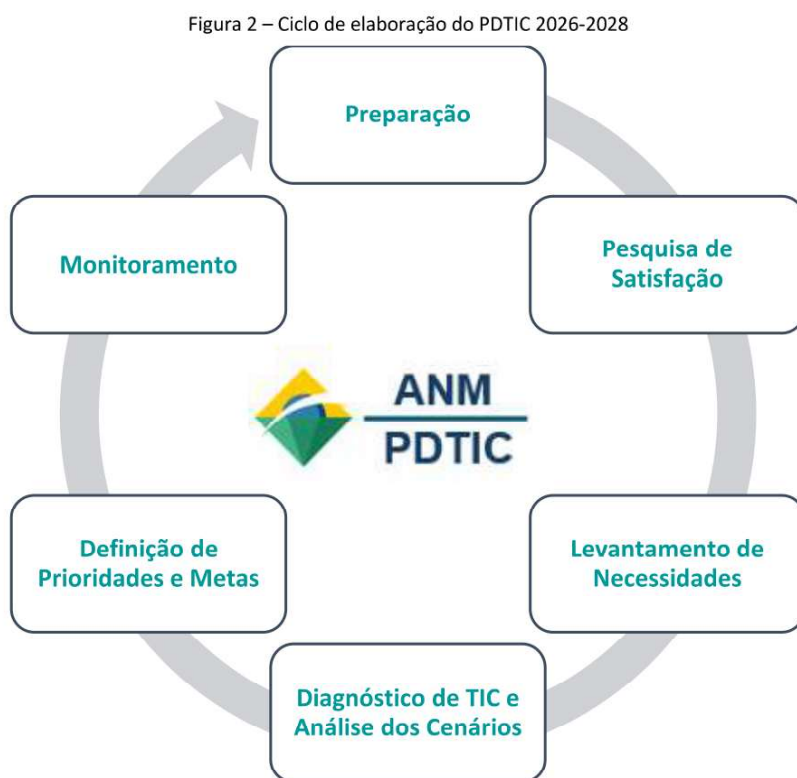 Figura 2 – Ciclo de elaboração do PDTIC 2026-2028
Preparação
Pesquisa de
Satisfação
Levantamento de
Necessidades
Diagnóstico de TIC e
Análise dos Cenários
Definição de
Prioridades e Metas
Monitoramento
ANM
PDTIC